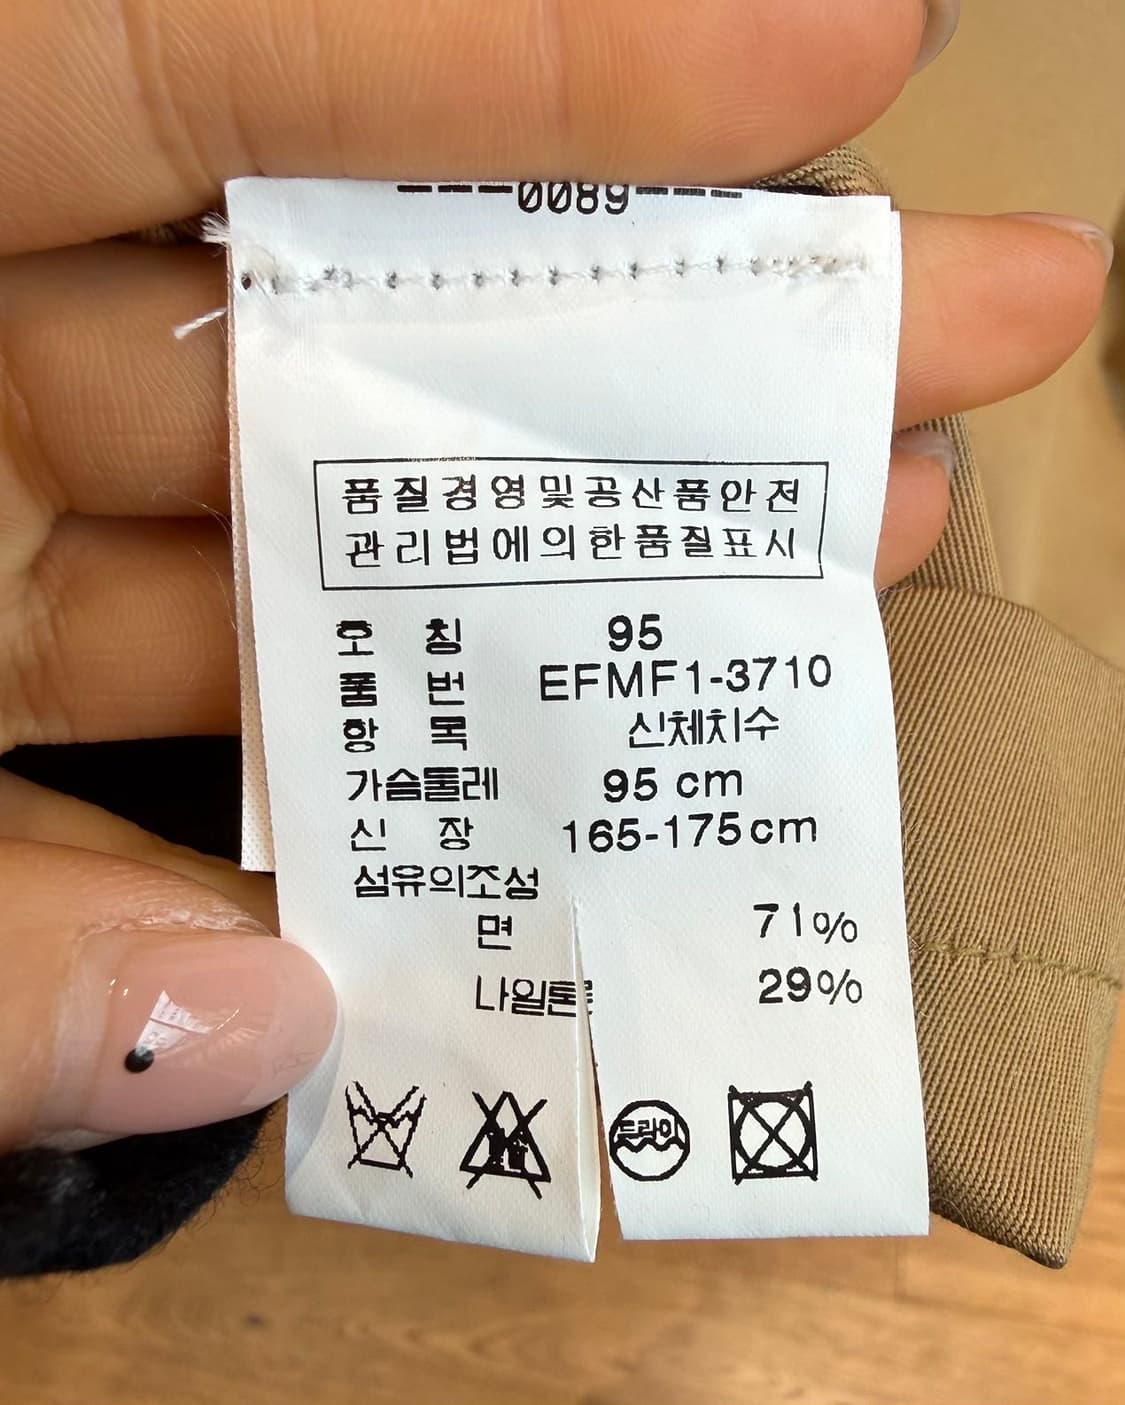 ---0089---
품질경영및공산품안전
관리법에의한품질표시
호 칭 95
품 번 EFMF1-3710
항 목 신체치수
가슴둘레 95 cm
신 장 165-175cm
섬유의조성
면 71%
나일론 29%
드라이